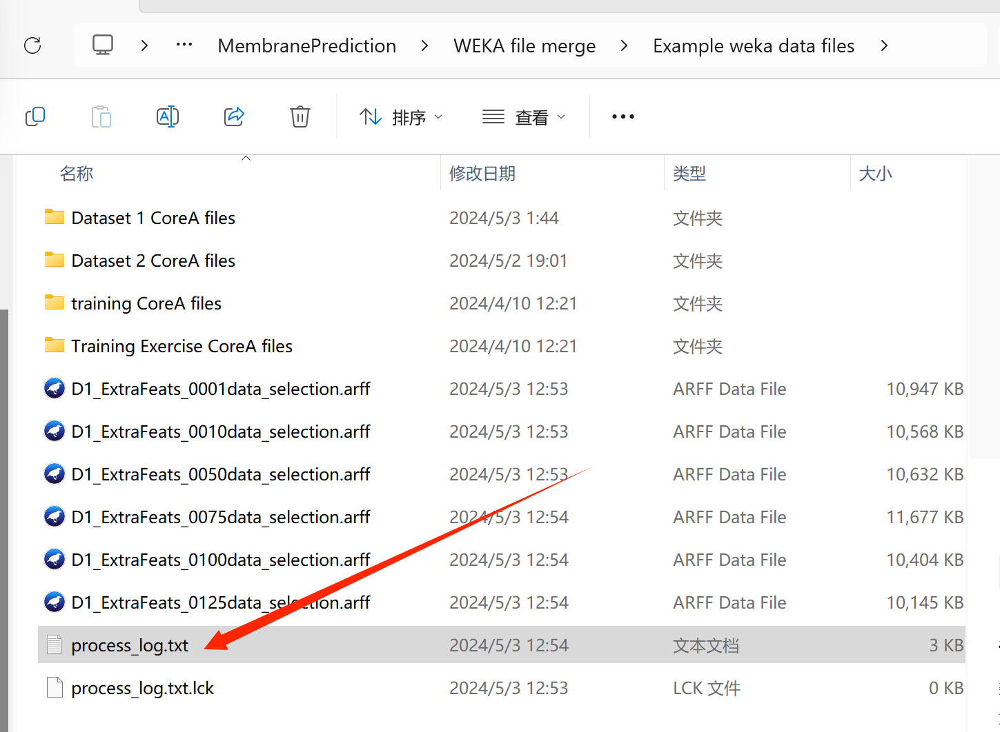 MembranePrediction > WEKA file merge > Example weka data files >
排序 查看
名称 修改日期 类型 大小
Dataset 1 CoreA files 2024/5/3 1:44 文件夹
Dataset 2 CoreA files 2024/5/2 19:01 文件夹
training CoreA files 2024/4/10 12:21 文件夹
Training Exercise CoreA files 2024/4/10 12:21 文件夹
D1_ExtraFeats_0001data_selection.arff 2024/5/3 12:53 ARFF Data File 10,947 KB
D1_ExtraFeats_0010data_selection.arff 2024/5/3 12:53 ARFF Data File 10,568 KB
D1_ExtraFeats_0050data_selection.arff 2024/5/3 12:53 ARFF Data File 10,632 KB
D1_ExtraFeats_0075data_selection.arff 2024/5/3 12:54 ARFF Data File 11,677 KB
D1_ExtraFeats_0100data_selection.arff 2024/5/3 12:54 ARFF Data File 10,404 KB
D1_ExtraFeats_0125data_selection.arff 2024/5/3 12:54 ARFF Data File 10,145 KB
process_log.txt 2024/5/3 12:54 文本文档 3 KB
process_log.txt.lck 2024/5/3 12:53 LCK 文件 0 KB